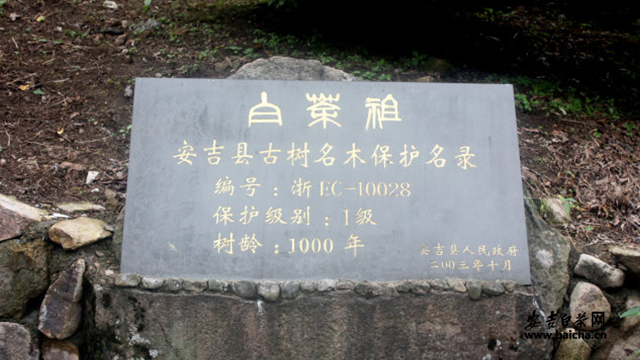 白茶祖
安吉县古树名木保护名录
编号：浙EC-10028
保护级别：1级
树龄：1000年
安吉县人民政府
二00三年十月
安吉白茶网
www.baicha.cn